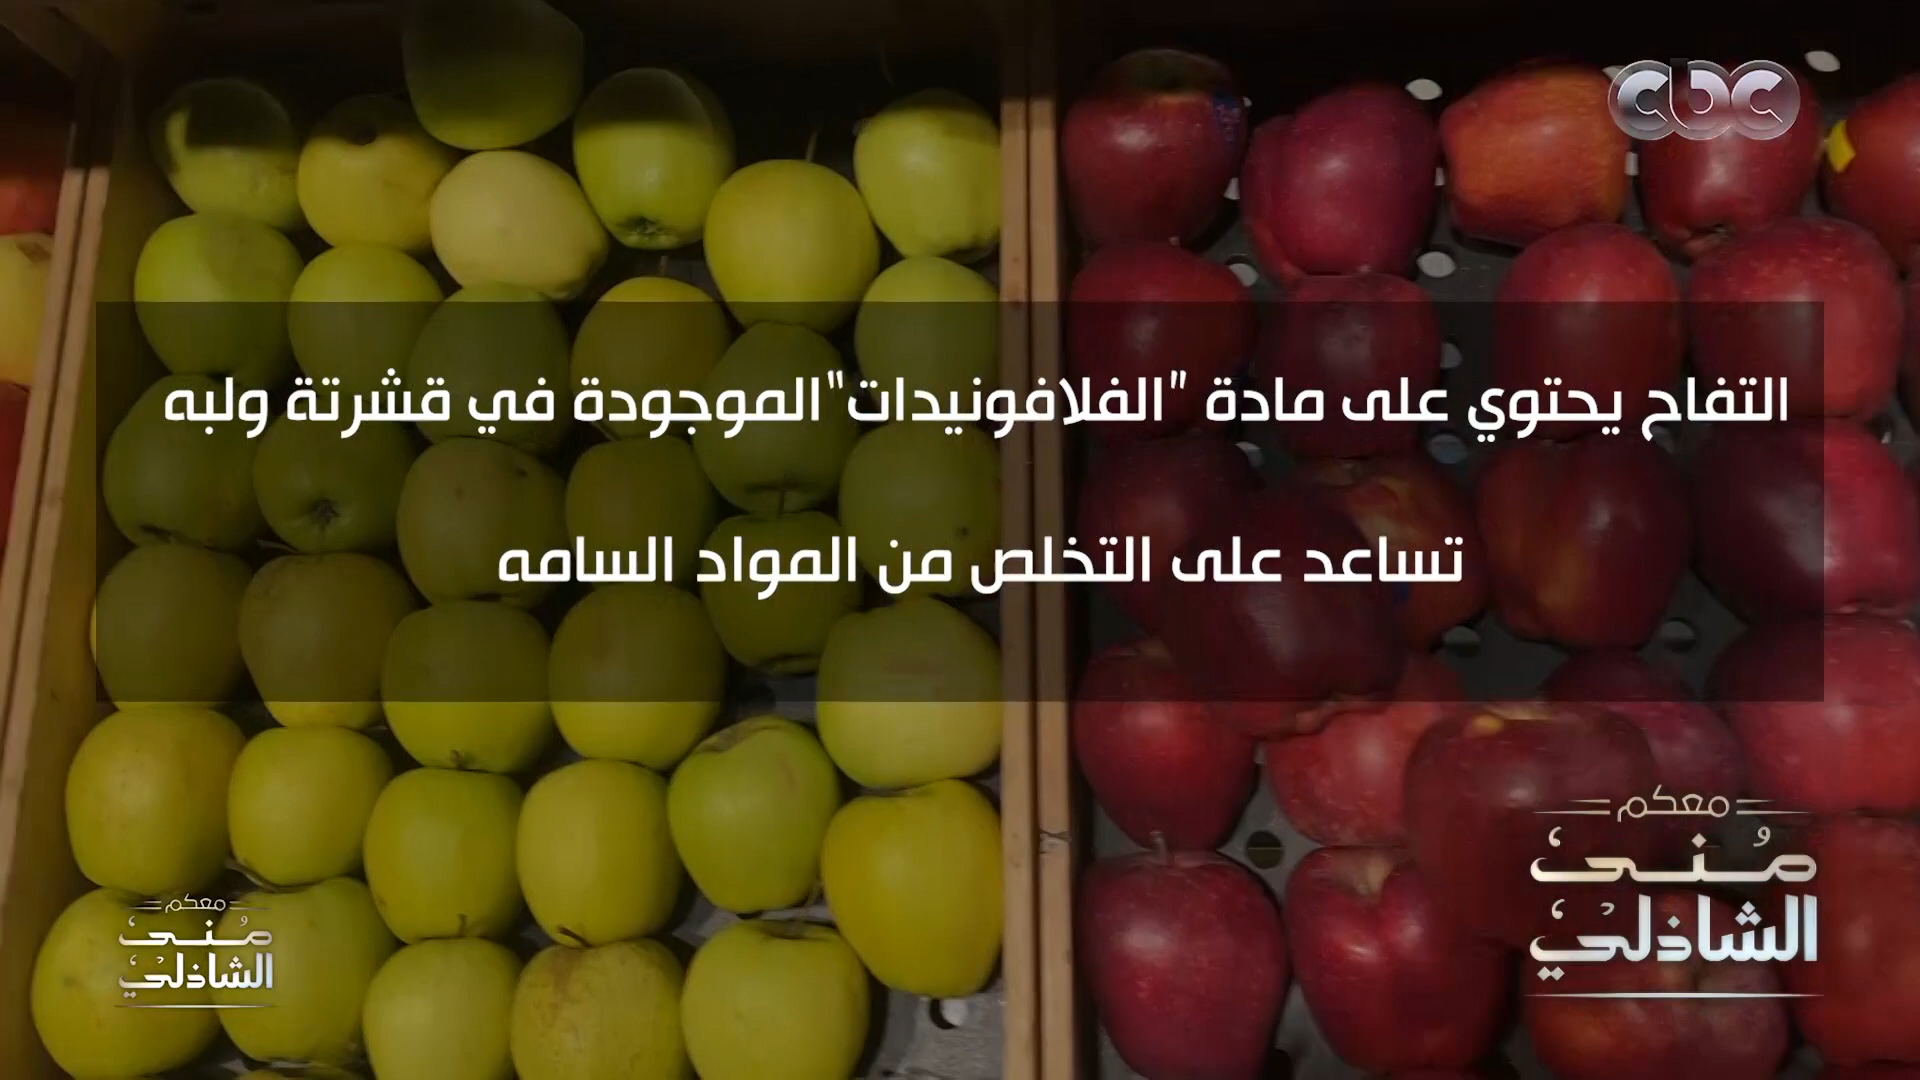 cbc
التفاح يحتوي على مادة "الفلافونيدات"الموجودة في قشرتة ولبه
تساعد على التخلص من المواد السامه
معكم
منى
الشاذلي
معكم
منى
الشاذلي